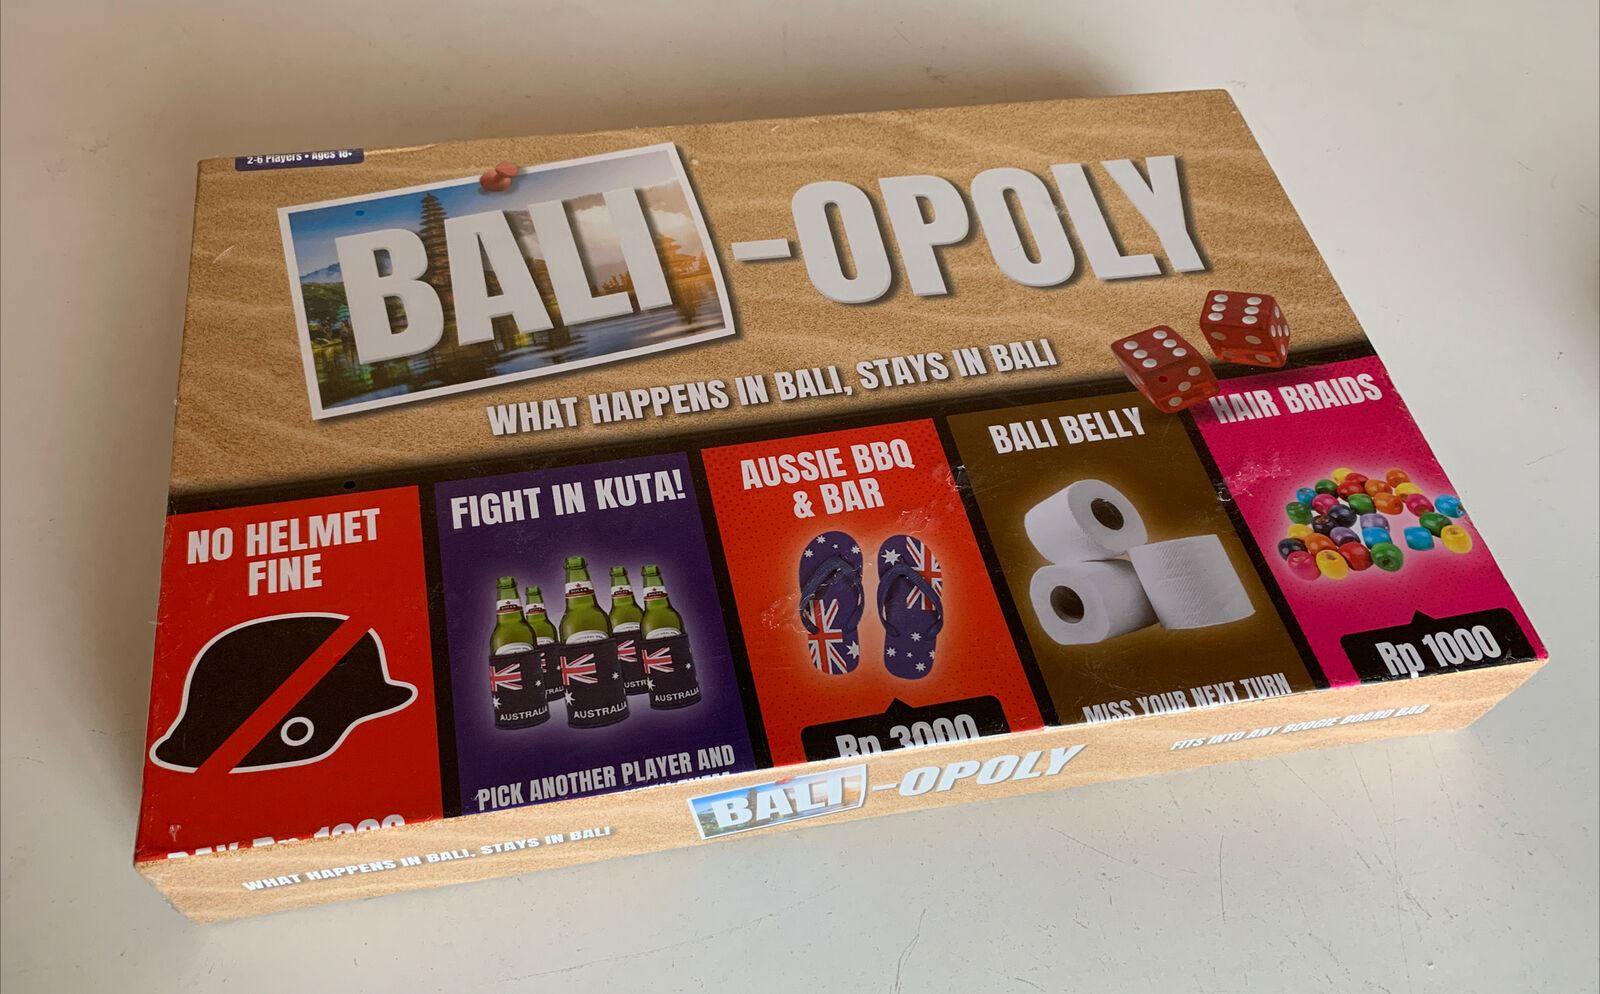 2-6 Players • Ages 18+
BALI-OPOLY
WHAT HAPPENS IN BALI, STAYS IN BALI
NO HELMET
FINE
FIGHT IN KUTA!
AUSTRALIA
AUSTRALIA
AUSTRALIA
PICK ANOTHER PLAYER AND
AUSSIE BBQ
& BAR
Rp 3000
BALI BELLY
MISS YOUR NEXT TURN
HAIR BRAIDS
Rp 1000
WHAT HAPPENS IN BALI, STAYS IN BALI
BALI-OPOLY
FITS INTO ANY BOOGIE BOARD BAG